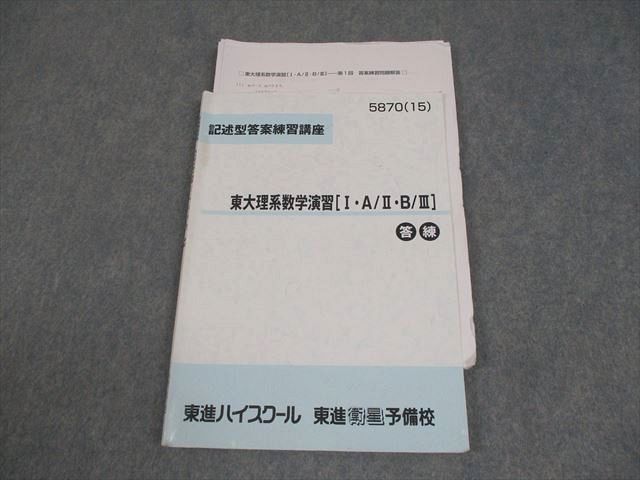 □東大理系数学演習[Ⅰ・A/Ⅱ・B/Ⅲ]――第1回 答案練習問題解答□
5870(15)
記述型答案練習講座
東大理系数学演習[Ⅰ・A/Ⅱ・B/Ⅲ]
答練
東進ハイスクール 東進衛星予備校